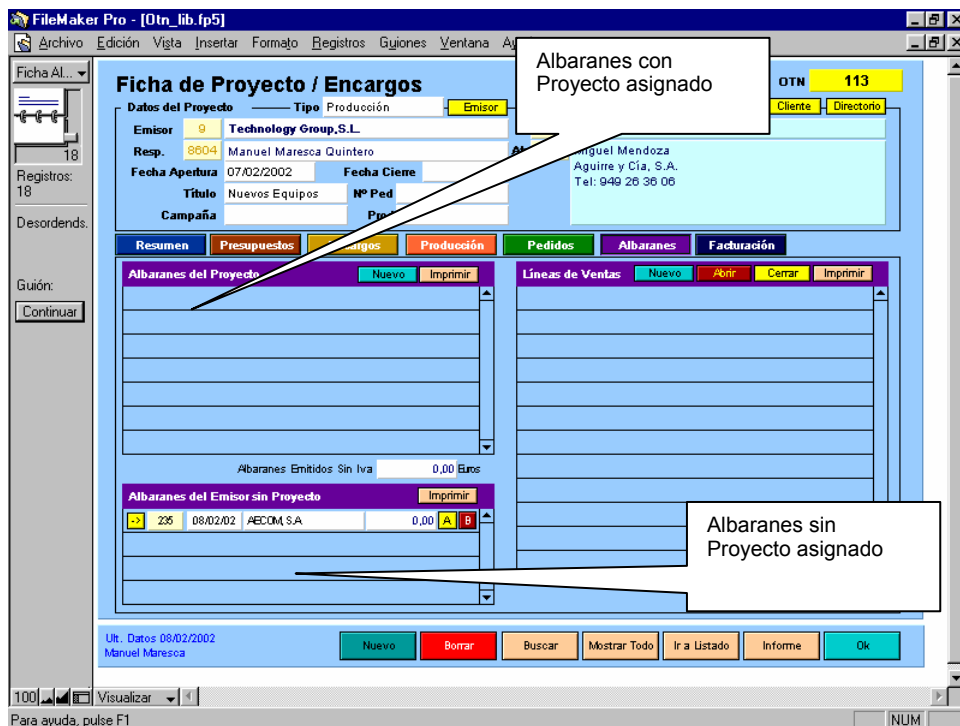 FileMaker Pro - [Otn_lib.fp5]
Archivo Edición Vista Insertar Formato Registros Guiones Ventana
Ficha Al...
18
Registros:
18
Desordends.
Guión:
Continuar
Albaranes con
Proyecto asignado
Ficha de Proyecto / Encargos
OTN 113
Datos del Proyecto Tipo Producción Emisor Cliente Directorio
Emisor 9 Technology Group,S.L.
Resp. 8604 Manuel Maresca Quintero
Miguel Mendoza
Aguirre y Cía, S.A.
Tel: 949 26 36 06
Fecha Apertura 07/02/2002 Fecha Cierre
Título Nuevos Equipos Nº Ped
Campaña
Resumen Presupuestos Encargos Producción Pedidos Albaranes Facturación
Albaranes del Proyecto Nuevo Imprimir
Líneas de Ventas Nuevo Abrir Cerrar Imprimir
Albaranes Emitidos Sin Iva 0,00 Euros
Albaranes del Emisor sin Proyecto Imprimir
-> 235 08/02/02 AECOM, S.A 0,00 A B
Albaranes sin
Proyecto asignado
Ult. Datos 08/02/2002
Manuel Maresca
Nuevo Borrar Buscar Mostrar Todo Ir a Listado Informe Ok
100 Visualizar
Para ayuda, pulse F1 NUM